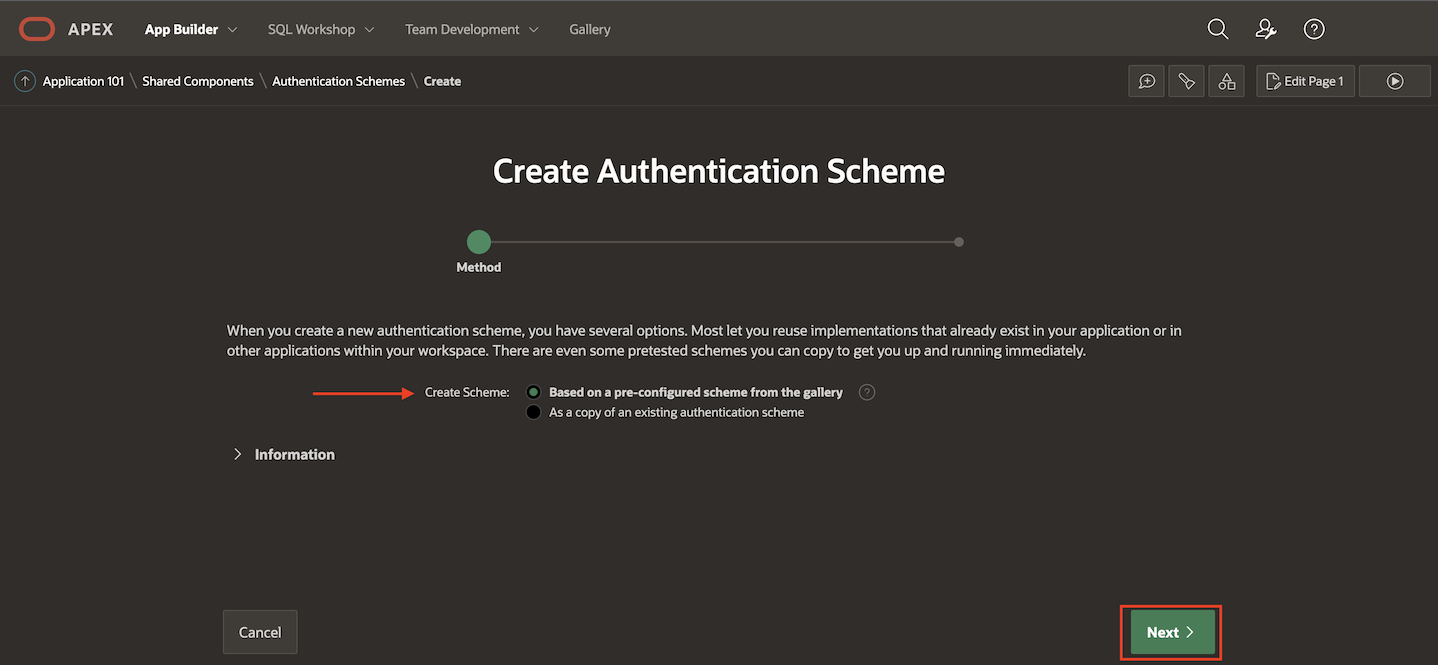 APEX App Builder SQL Workshop Team Development Gallery
Application 101 \ Shared Components \ Authentication Schemes \ Create Edit Page 1
Create Authentication Scheme
Method
When you create a new authentication scheme, you have several options. Most let you reuse implementations that already exist in your application or in
other applications within your workspace. There are even some pretested schemes you can copy to get you up and running immediately.
Create Scheme: Based on a pre-configured scheme from the gallery
As a copy of an existing authentication scheme
Information
Cancel Next